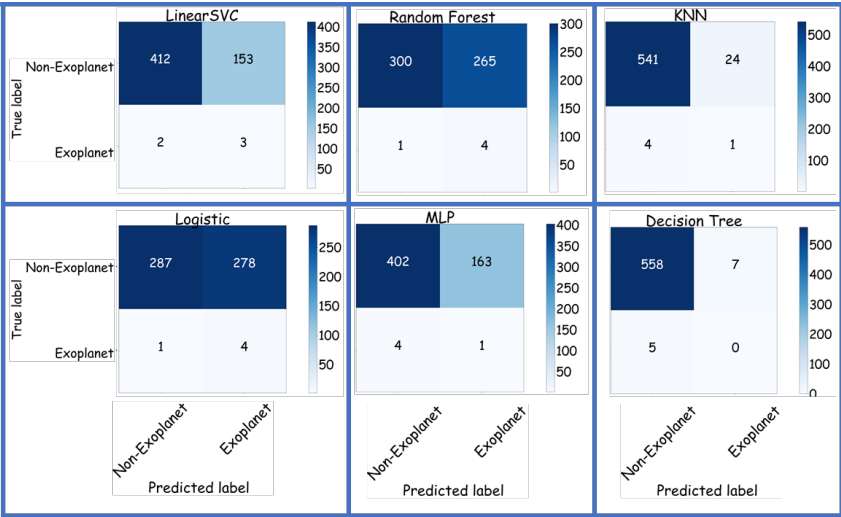 LinearSVC
412 153
2 3
Non-Exoplanet
Exoplanet
True label
400
350
300
250
200
150
100
50
Random Forest
300 265
1 4
300
250
200
150
100
50
KNN
541 24
4 1
500
400
300
200
100
Logistic
287 278
1 4
Non-Exoplanet
Exoplanet
True label
250
200
150
100
50
Non-Exoplanet
Exoplanet
Predicted label
MLP
402 163
4 1
400
350
300
250
200
150
100
50
Non-Exoplanet
Exoplanet
Predicted label
Decision Tree
558 7
5 0
500
400
300
200
100
0
Non-Exoplanet
Exoplanet
Predicted label